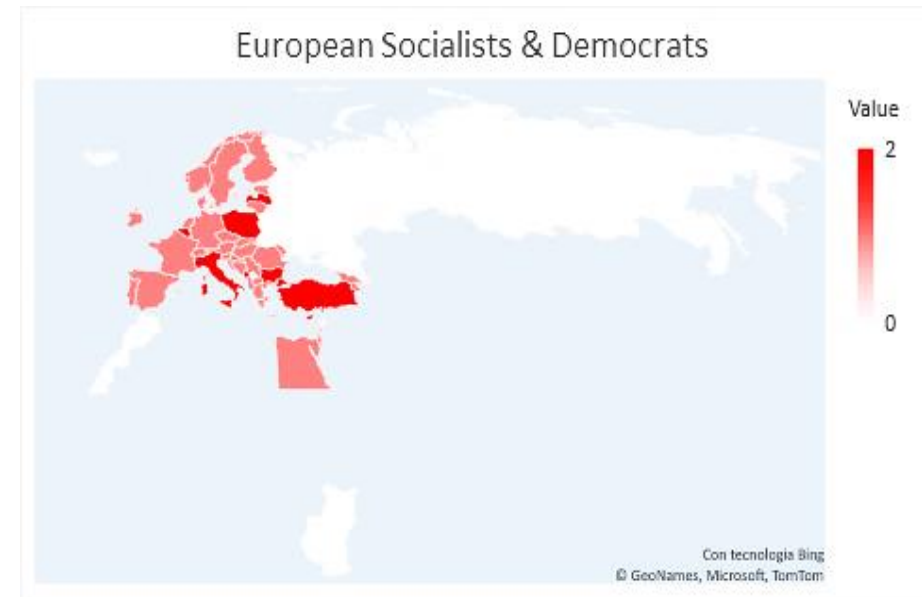 European Socialists & Democrats
Value
2
0
Con tecnologia Bing
© GeoNames, Microsoft, TomTom